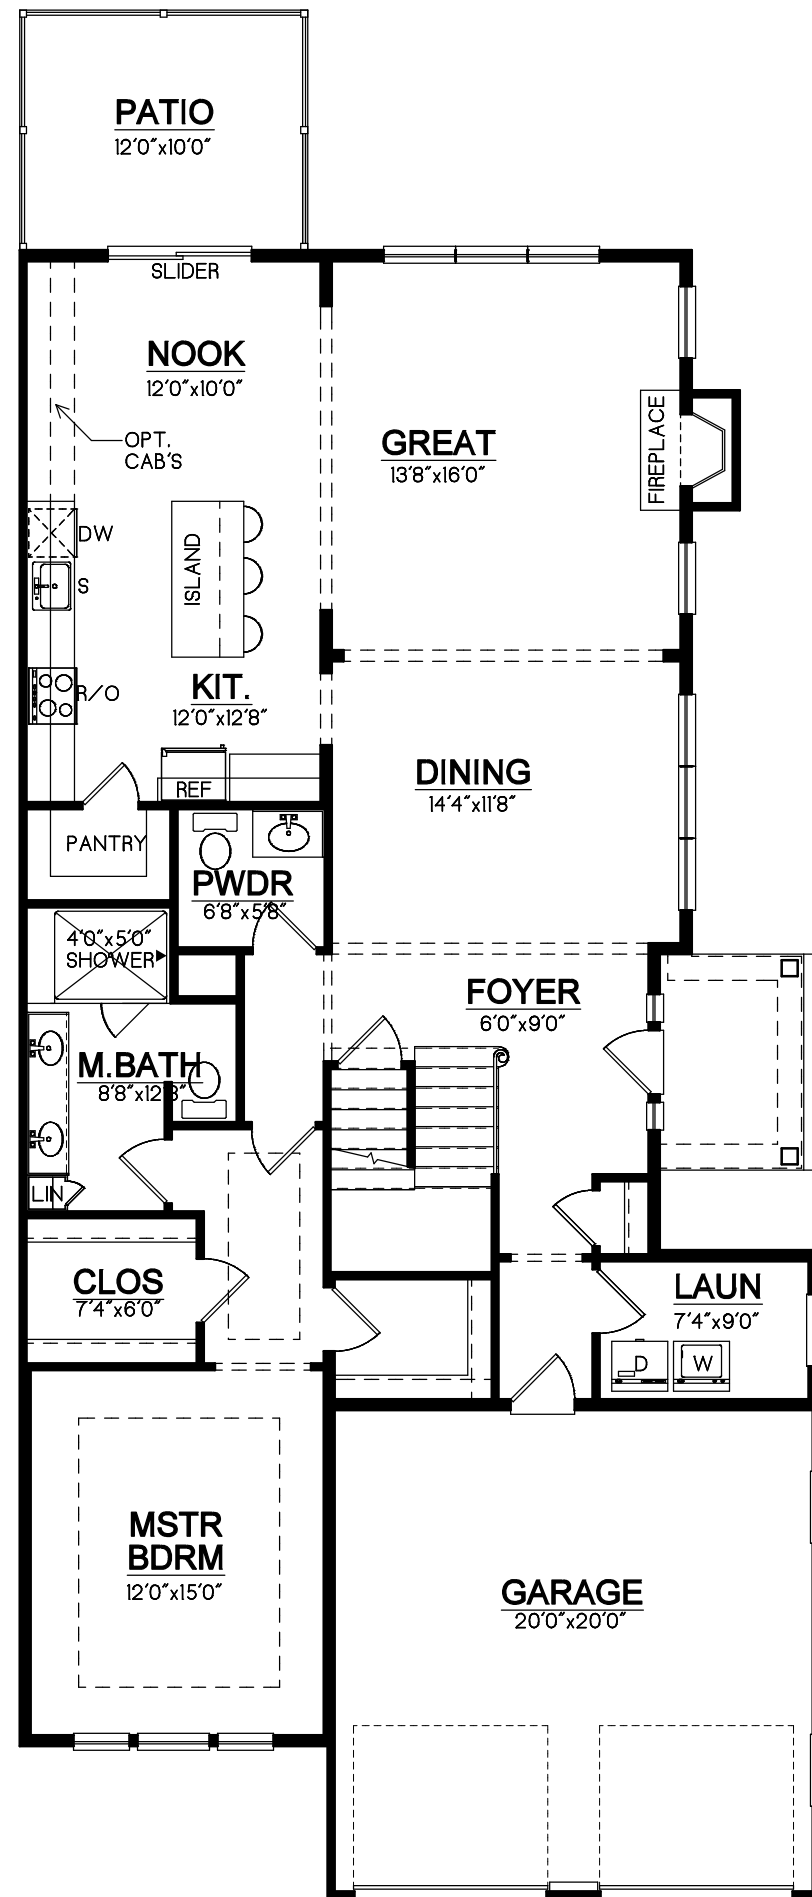 PATIO
12'0"x10'0"
SLIDER
NOOK
12'0"x10'0"
OPT.
CAB'S
GREAT
13'8"x16'0"
FIREPLACE
DW
ISLAND
S
KIT.
12'0"x12'8"
R/O
REF
DINING
14'4"x11'8"
PANTRY
PWDR
6'8"x5'8"
4'0"x5'0"
SHOWER
FOYER
6'0"x9'0"
M.BATH
8'8"x12'8"
LIN
CLOS
7'4"x6'0"
LAUN
7'4"x9'0"
D
W
MSTR
BDRM
12'0"x15'0"
GARAGE
20'0"x20'0"